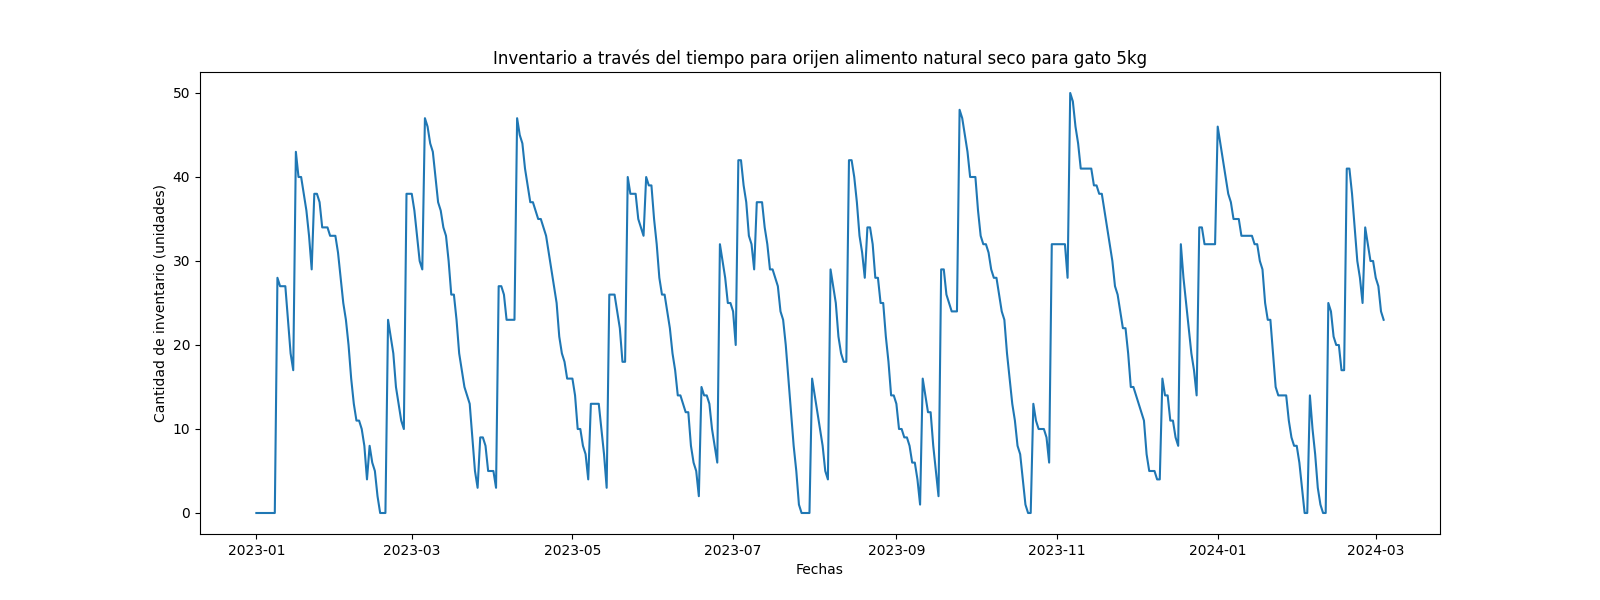 Inventario a través del tiempo para orijen alimento natural seco para gato 5kg
Cantidad de inventario (unidades)
50
40
30
20
10
0
2023-01 2023-03 2023-05 2023-07 2023-09 2023-11 2024-01 2024-03
Fechas